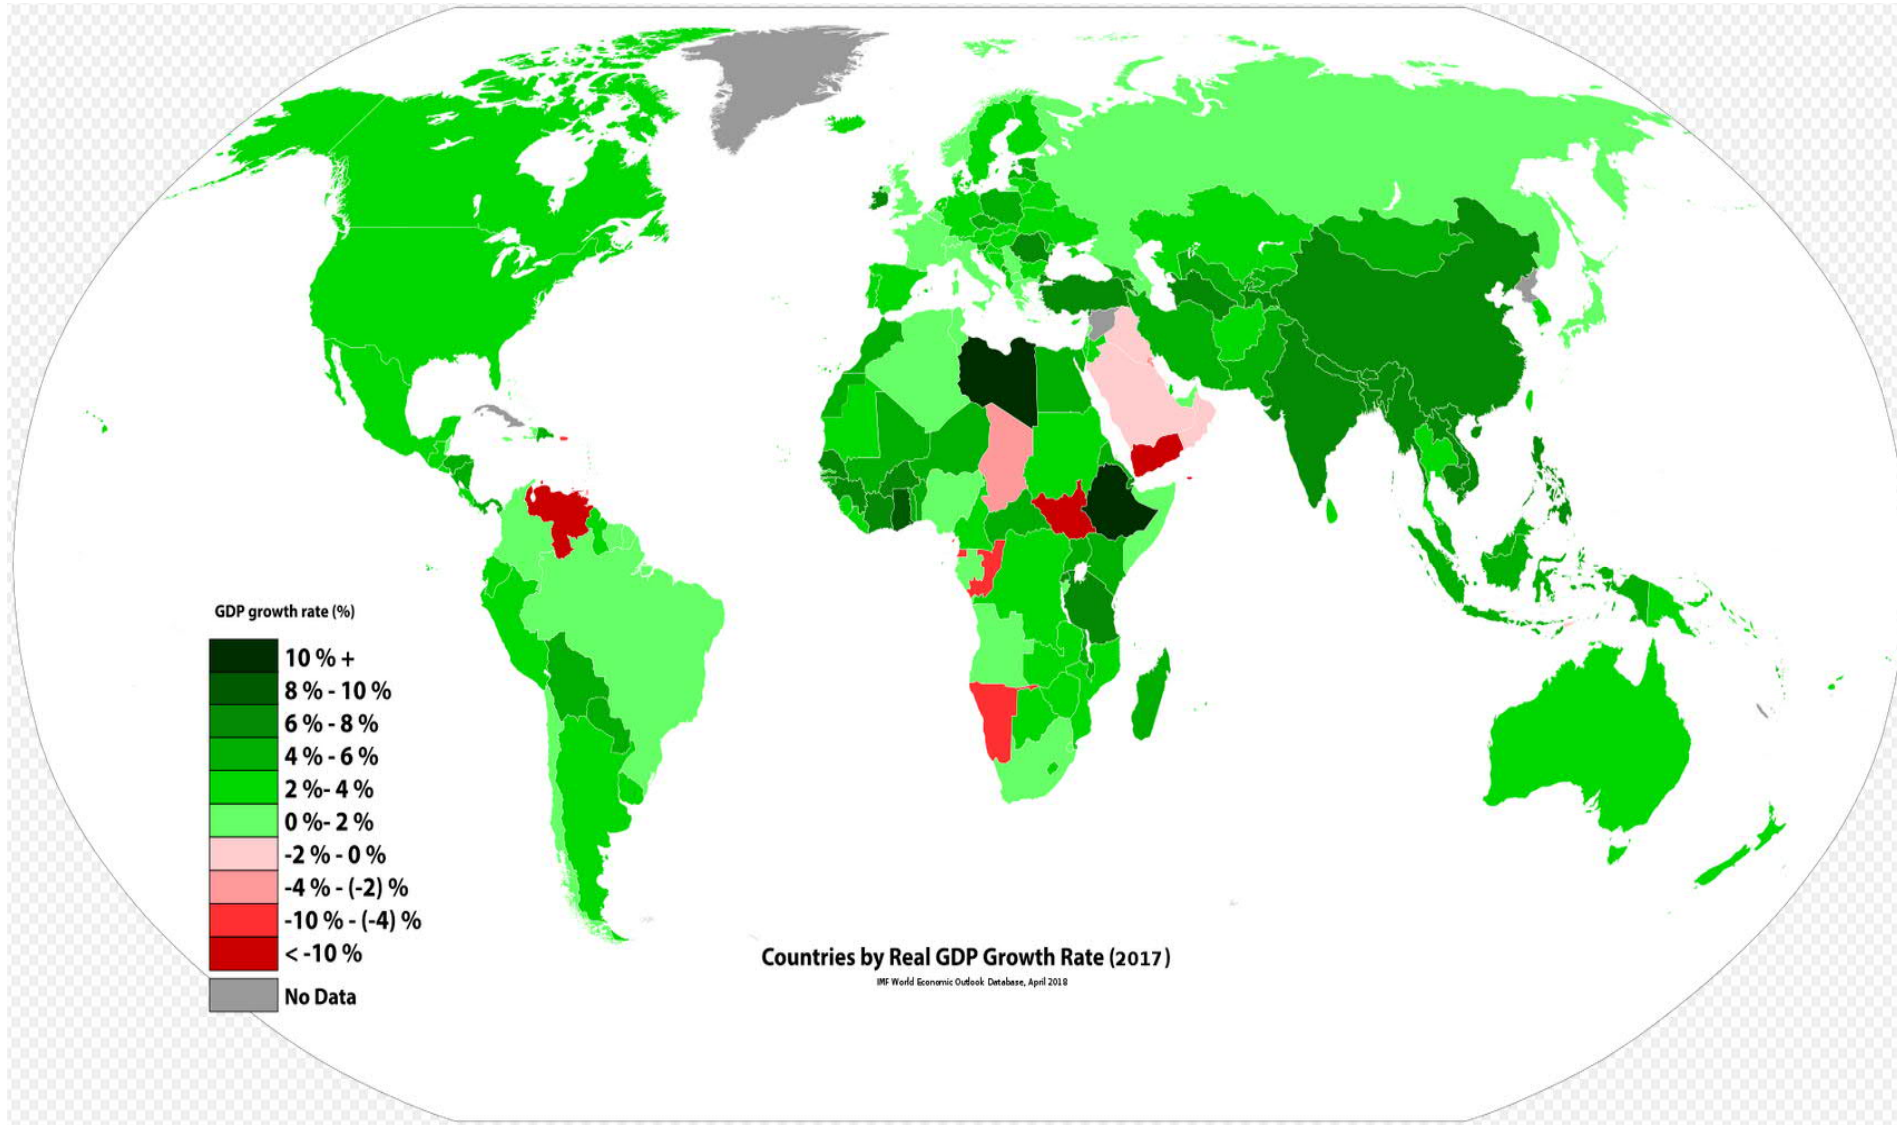 GDP growth rate (%)
10 % +
8 % - 10 %
6 % - 8 %
4 % - 6 %
2 %- 4 %
0 %- 2 %
-2 % - 0 %
-4 % - (-2) %
-10 % - (-4) %
< -10 %
No Data
Countries by Real GDP Growth Rate (2017)
IMF World Economic Outlook Database, April 2018